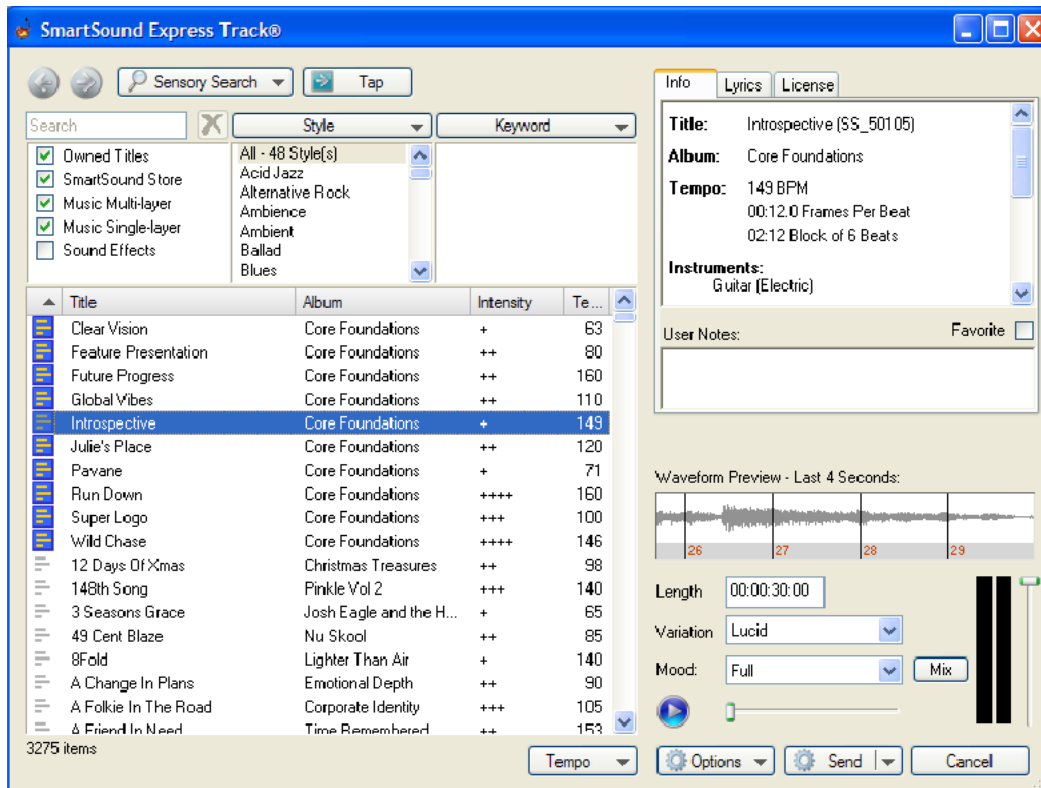 SmartSound Express Track®
Sensory Search
Tap
Search
Style
Keyword
Owned Titles
SmartSound Store
Music Multi-layer
Music Single-layer
Sound Effects
All - 48 Style(s)
Acid Jazz
Alternative Rock
Ambience
Ambient
Ballad
Blues
Title Album Intensity Te...
Clear Vision Core Foundations + 63
Feature Presentation Core Foundations ++ 80
Future Progress Core Foundations ++ 160
Global Vibes Core Foundations ++ 110
Introspective Core Foundations + 149
Julie's Place Core Foundations ++ 120
Pavane Core Foundations + 71
Run Down Core Foundations ++++ 160
Super Logo Core Foundations +++ 100
Wild Chase Core Foundations ++++ 146
12 Days Of Xmas Christmas Treasures ++ 98
148th Song Pinkle Vol 2 +++ 140
3 Seasons Grace Josh Eagle and the H... + 65
49 Cent Blaze Nu Skool ++ 85
8Fold Lighter Than Air + 140
A Change In Plans Emotional Depth ++ 90
A Folkie In The Road Corporate Identity +++ 105
A Friend In Need Time Remembered ++ 153
3275 items
Tempo
Info Lyrics License
Title: Introspective (SS_50105)
Album: Core Foundations
Tempo: 149 BPM
00:12.0 Frames Per Beat
02:12 Block of 6 Beats
Instruments:
Guitar (Electric)
User Notes: Favorite
Waveform Preview - Last 4 Seconds:
26 27 28 29
Length 00:00:30:00
Variation Lucid
Mood: Full Mix
Options Send Cancel